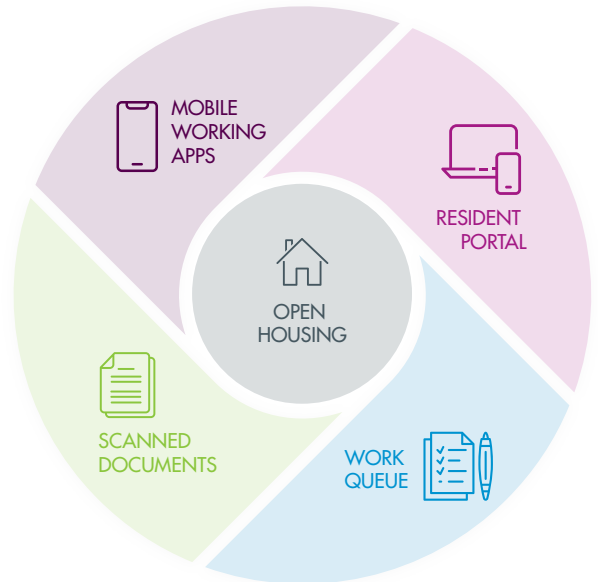 MOBILE
WORKING
APPS
RESIDENT
PORTAL
OPEN
HOUSING
SCANNED
DOCUMENTS
WORK
QUEUE